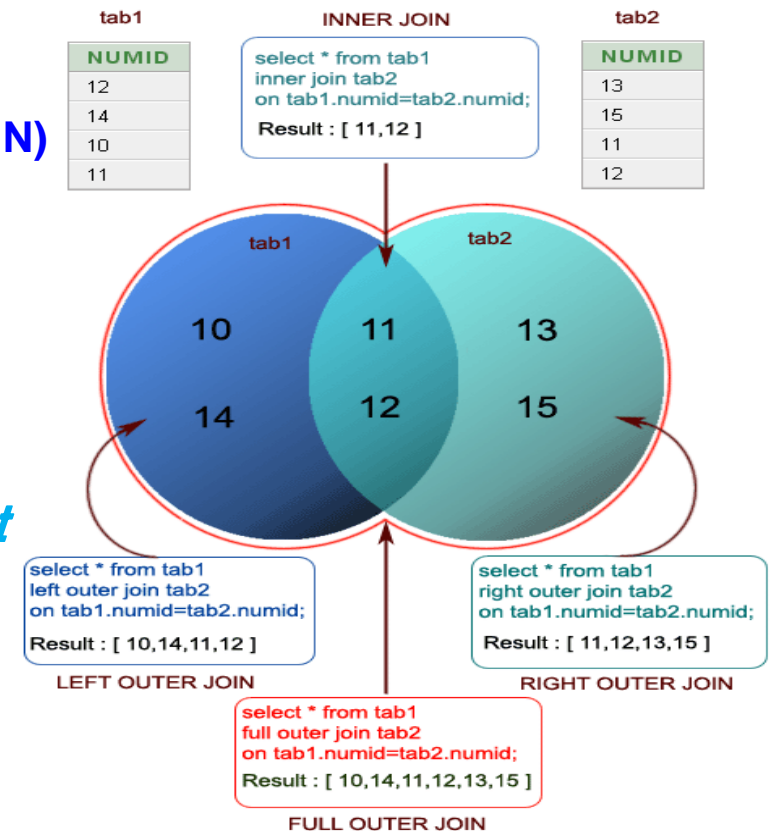 tab1
INNER JOIN
tab2
NUMID
12
14
10
11
select * from tab1
inner join tab2
on tab1.numid=tab2.numid;
Result : [ 11,12 ]
NUMID
13
15
11
12
N)
tab1
tab2
10
11
13
14
12
15
t
select * from tab1
left outer join tab2
on tab1.numid=tab2.numid;
Result : [ 10,14,11,12 ]
LEFT OUTER JOIN
select * from tab1
right outer join tab2
on tab1.numid=tab2.numid;
Result : [ 11,12,13,15 ]
RIGHT OUTER JOIN
select * from tab1
full outer join tab2
on tab1.numid=tab2.numid;
Result : [ 10,14,11,12,13,15 ]
FULL OUTER JOIN